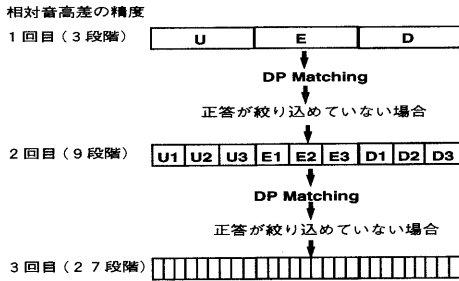 相対音高差の精度
1回目(3段階) U E D
DP Matching
正答が絞り込めていない場合
2回目(9段階) U1 U2 U3 E1 E2 E3 D1 D2 D3
DP Matching
正答が絞り込めていない場合
3回目(27段階)